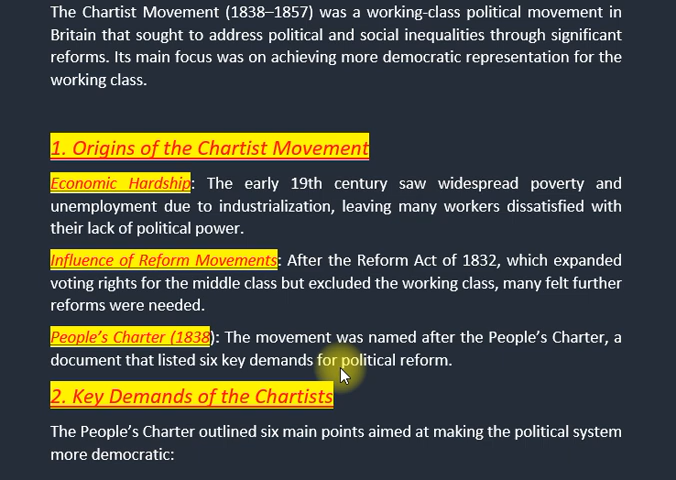 The Chartist Movement (1838–1857) was a working-class political movement in
Britain that sought to address political and social inequalities through significant
reforms. Its main focus was on achieving more democratic representation for the
working class.
1. Origins of the Chartist Movement
Economic Hardship: The early 19th century saw widespread poverty and
unemployment due to industrialization, leaving many workers dissatisfied with
their lack of political power.
Influence of Reform Movements: After the Reform Act of 1832, which expanded
voting rights for the middle class but excluded the working class, many felt further
reforms were needed.
People’s Charter (1838): The movement was named after the People’s Charter, a
document that listed six key demands for political reform.
2. Key Demands of the Chartists
The People’s Charter outlined six main points aimed at making the political system
more democratic: